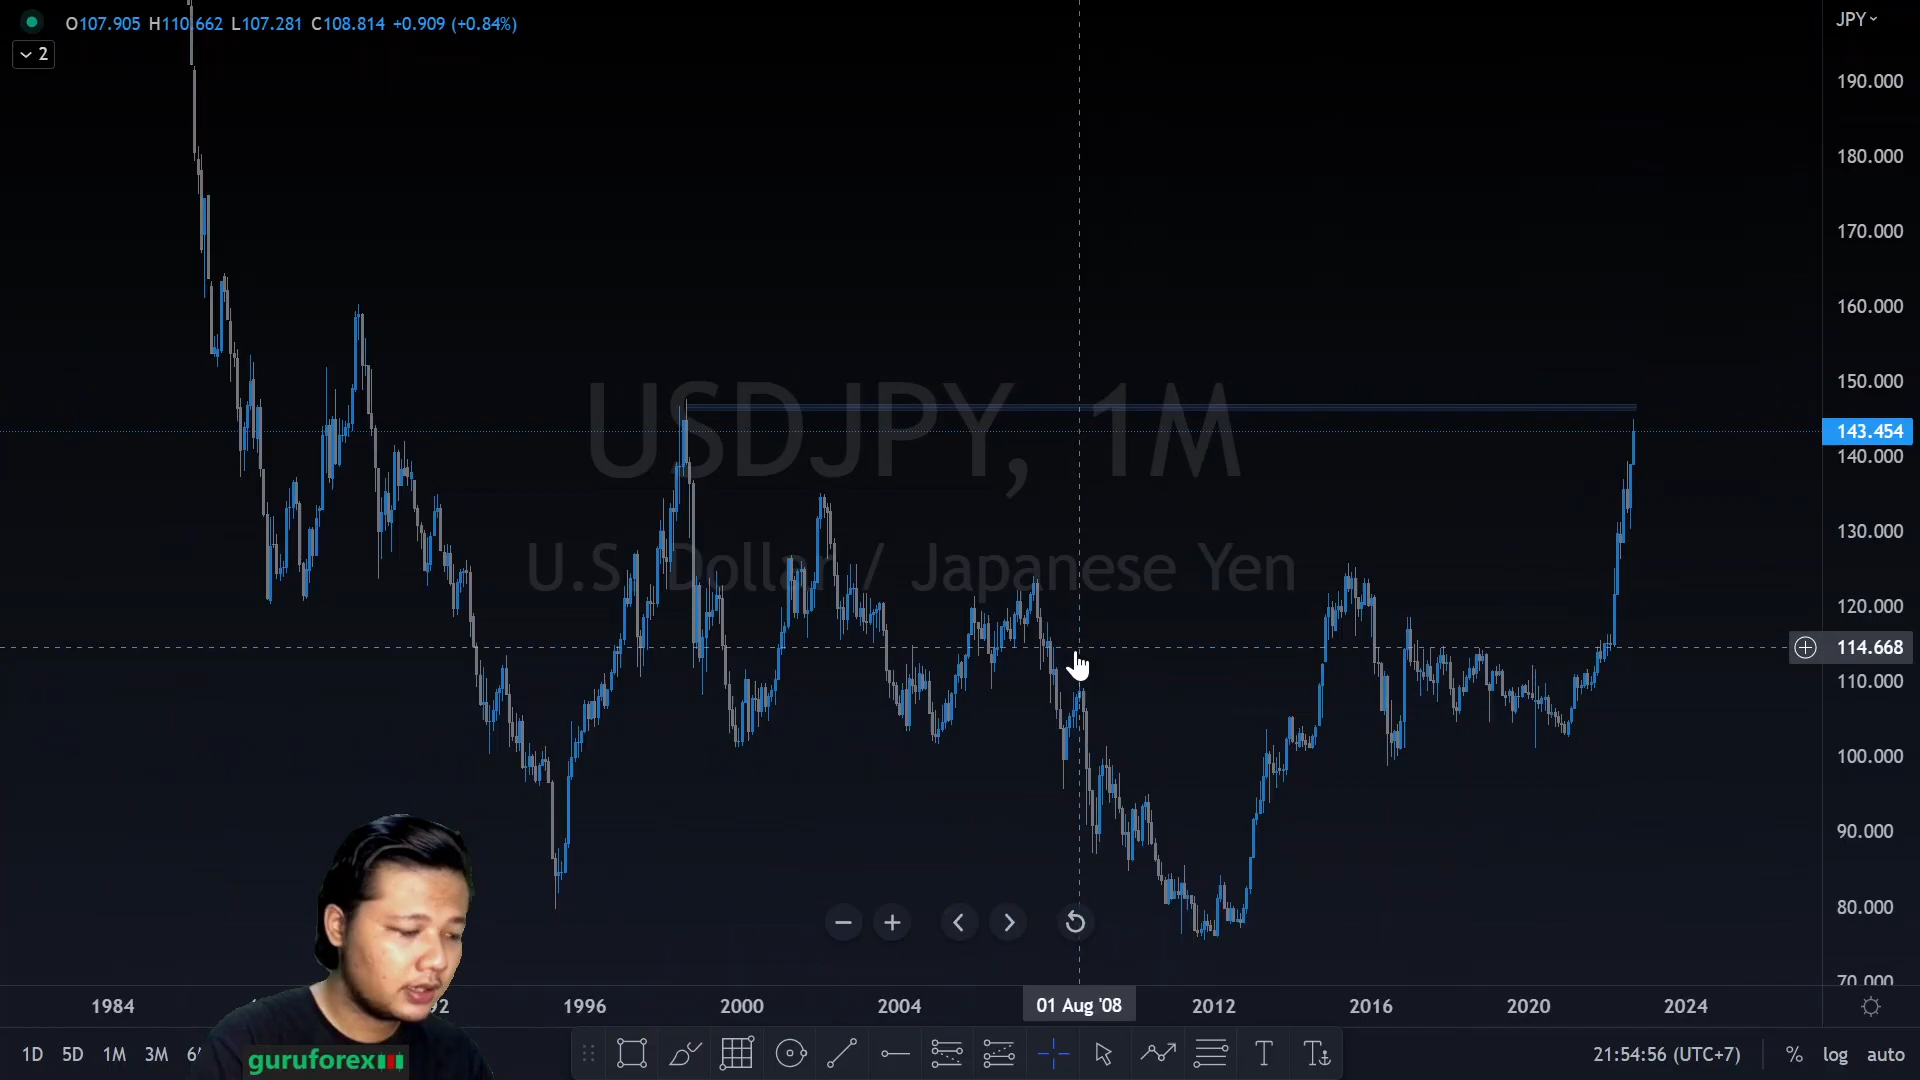 O107.905 H110.662 L107.281 C108.814 +0.909 (+0.84%)
2
JPY
190.000
180.000
170.000
160.000
150.000
143.454
140.000
130.000
120.000
114.668
110.000
100.000
90.000
80.000
70.000
USDJPY, 1M
U.S. Dollar / Japanese Yen
1984
92
1996
2000
2004
01 Aug '08
2012
2016
2020
2024
1D 5D 1M 3M
guruforex
T
T
21:54:56 (UTC+7) % log auto